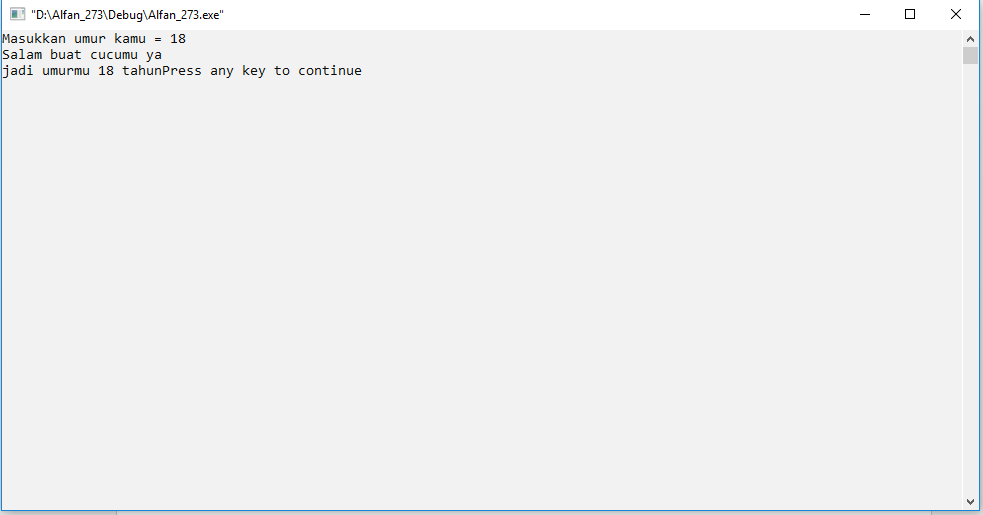 "D:\Alfan_273\Debug\Alfan_273.exe"
Masukkan umur kamu = 18
Salam buat cucumu ya
jadi umurmu 18 tahunPress any key to continue